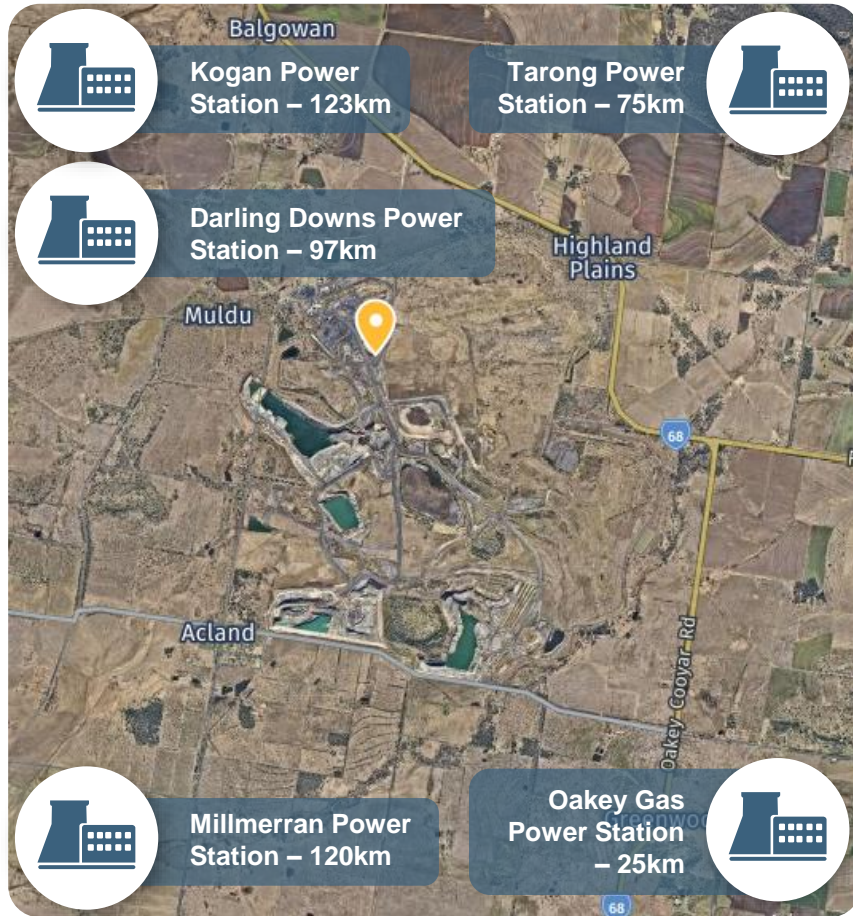 Balgowan
Kogan Power
Station – 123km
Tarong Power
Station – 75km
Darling Downs Power
Station – 97km
Highland
Plains
Muldu
68
Acland
Oakey Cooyar Rd
Millmerran Power
Station – 120km
Oakey Gas
Power Station
– 25km
68